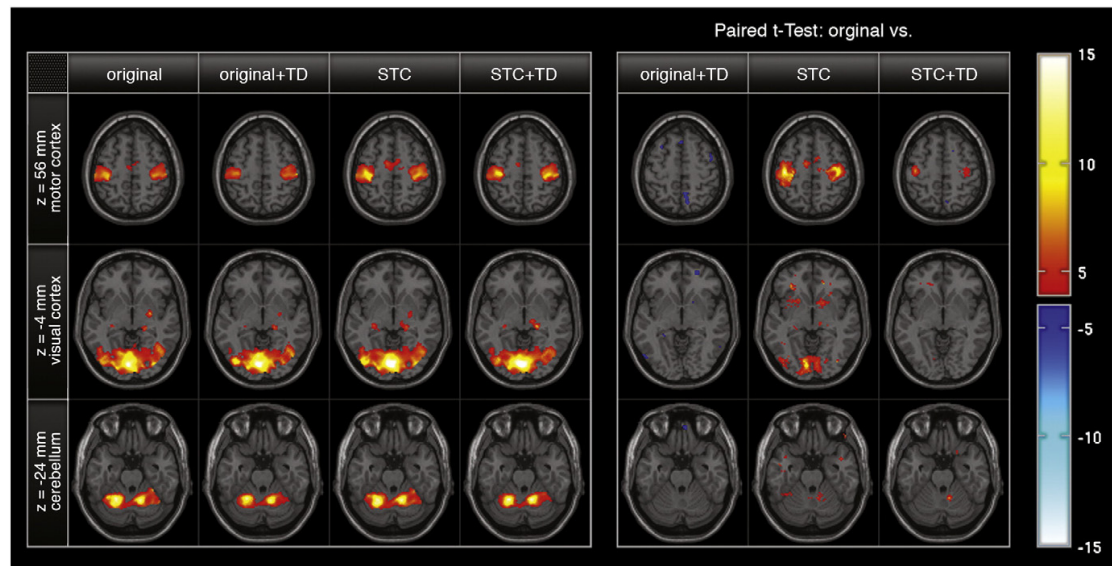 Paired t-Test: orginal vs.
original original+TD STC STC+TD
original+TD STC STC+TD
z = 56 mm
motor cortex
z = -4 mm
visual cortex
z = -24 mm
cerebellum
15
10
5
-5
-10
-15